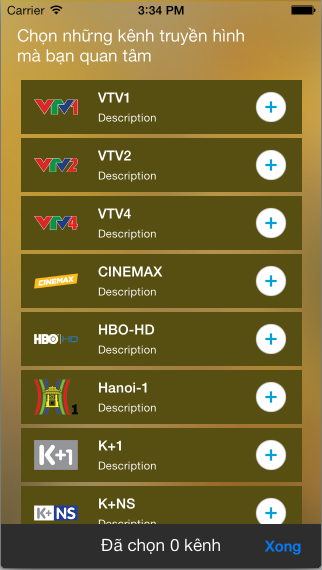 Carrier 3:34 PM
Chọn những kênh truyền hình
mà bạn quan tâm
VTV1
VTV1
Description
VTV2
VTV2
Description
VTV4
VTV4
Description
CINEMAX
CINEMAX
Description
HBO HD
HBO-HD
Description
1
Hanoi-1
Description
K+1
K+1
Description
K+NS
K+NS
Description
Đã chọn 0 kênh Xong